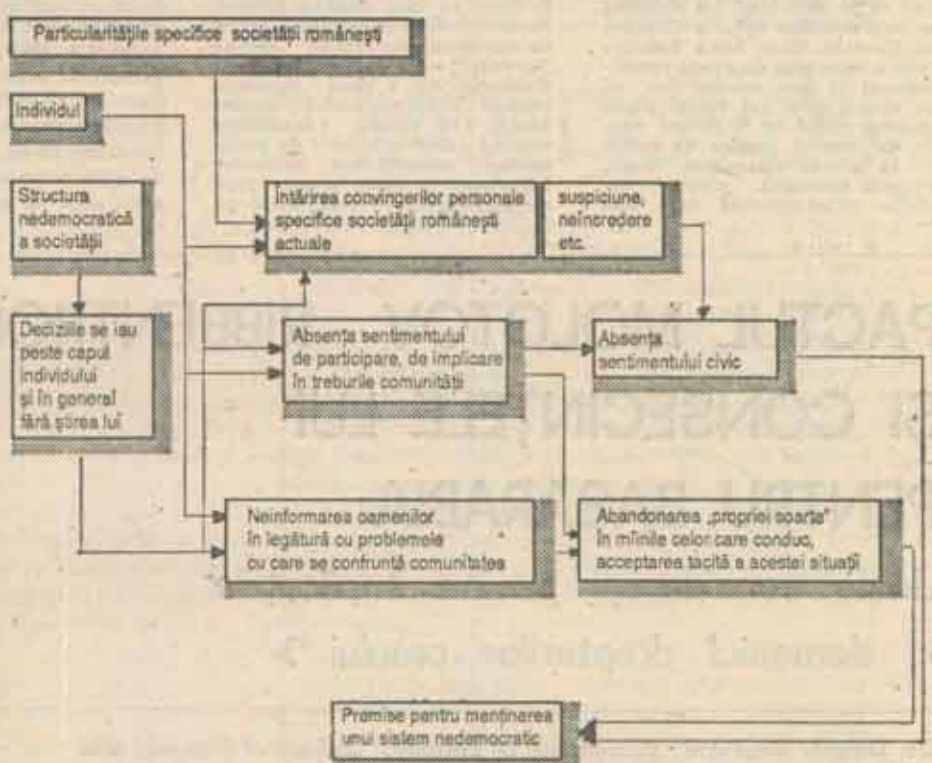 Particularitățile specifice societății românești
Individul
Structura
nedemocratică
a societății
Întărirea convingerilor personale
specifice societății românești
actuale
suspiciune,
neîncredere
etc.
Deciziile se iau
peste capul
individului
și în general
fără știrea lui
Absența sentimentului
de participare, de implicare
în treburile comunității
Absența
sentimentului civic
Neinformarea oamenilor
în legătură cu problemele
cu care se confruntă comunitatea
Abandonarea „propriei soarte"
în mîinile celor care conduc,
acceptarea tacită a acestei situații
Premise pentru menținerea
unui sistem nedemocratic